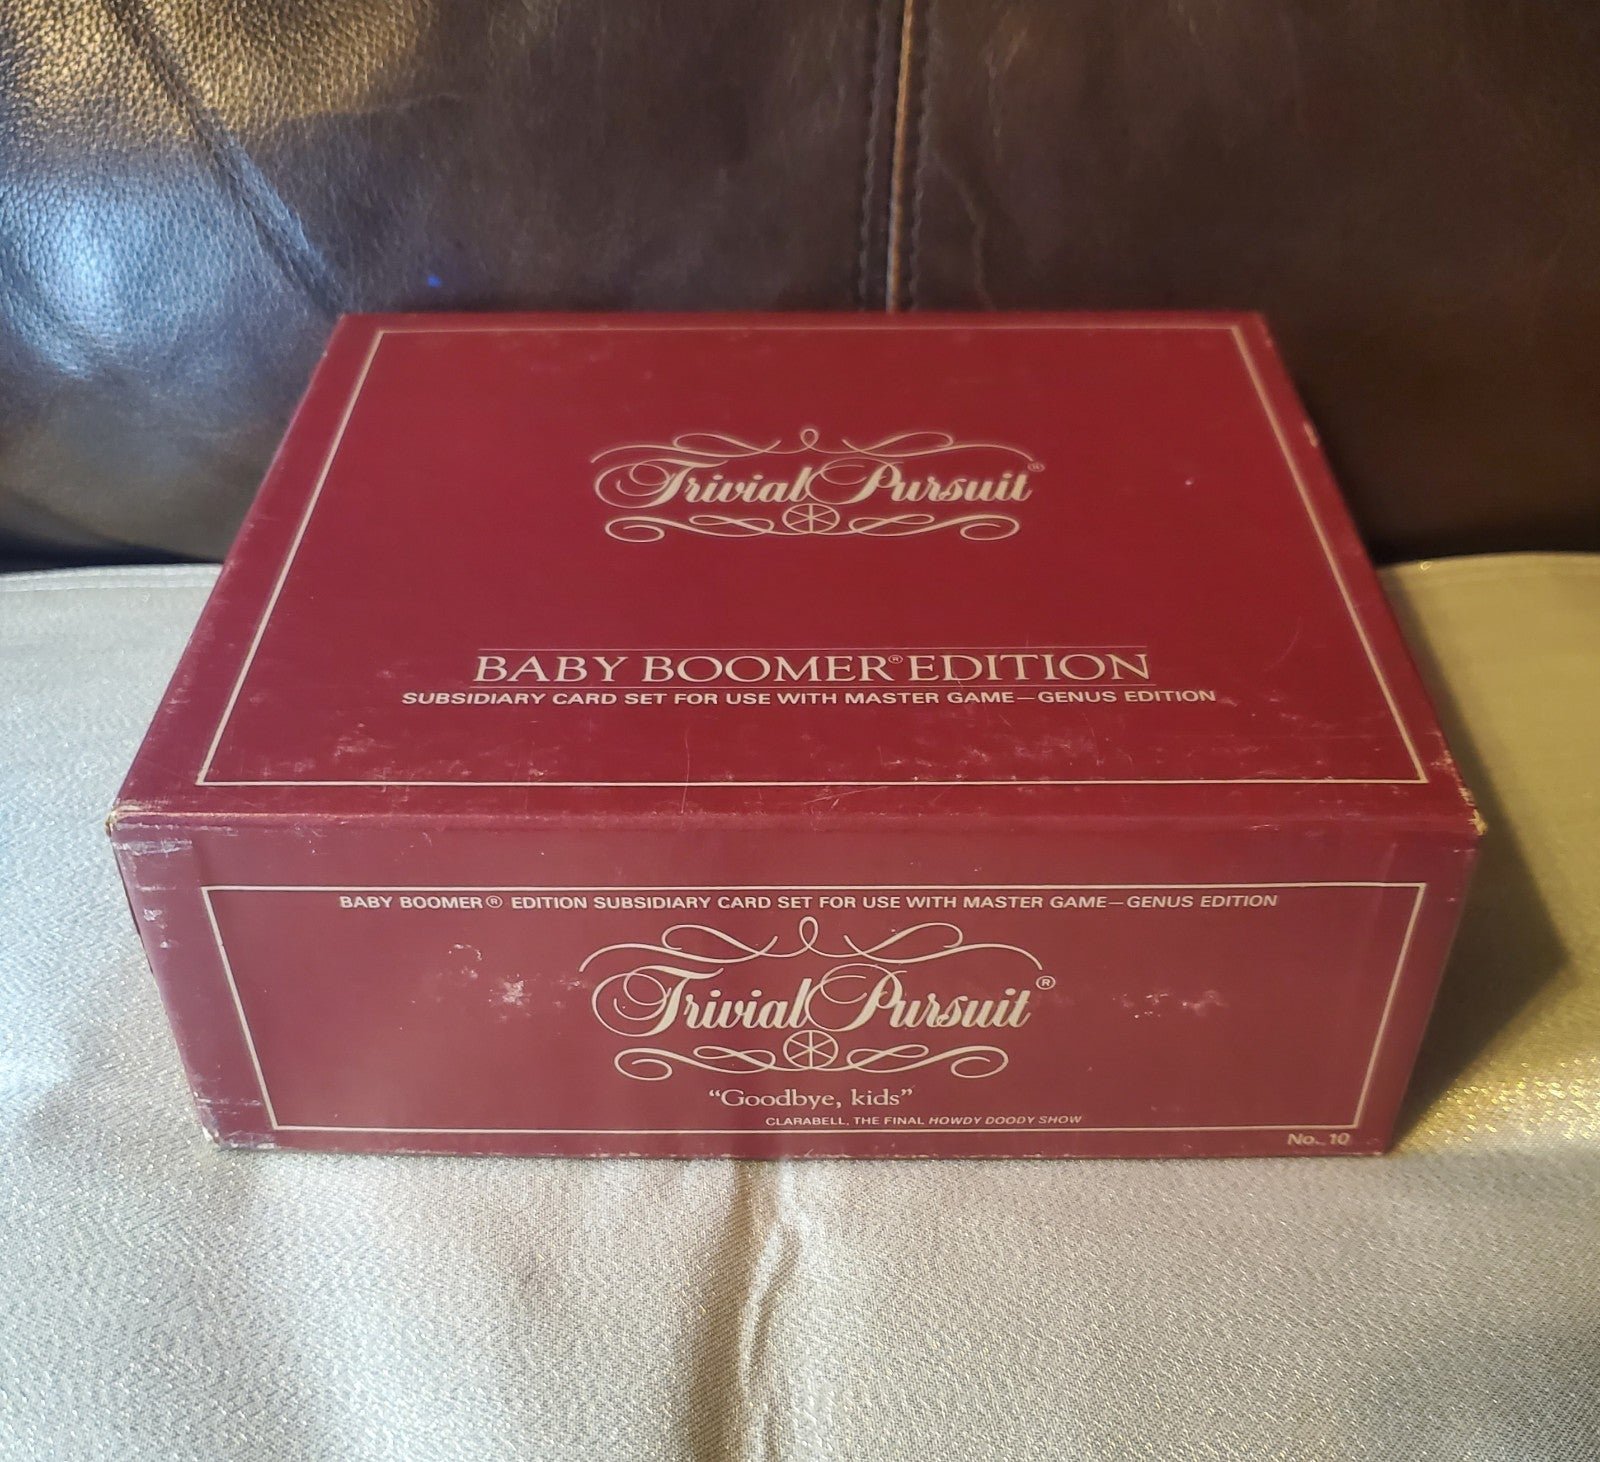 Trivial Pursuit®
BABY BOOMER® EDITION
SUBSIDIARY CARD SET FOR USE WITH MASTER GAME—GENUS EDITION
BABY BOOMER® EDITION SUBSIDIARY CARD SET FOR USE WITH MASTER GAME—GENUS EDITION
Trivial Pursuit®
“Goodbye, kids”
CLARABELL, THE FINAL HOWDY DOODY SHOW
No. 10